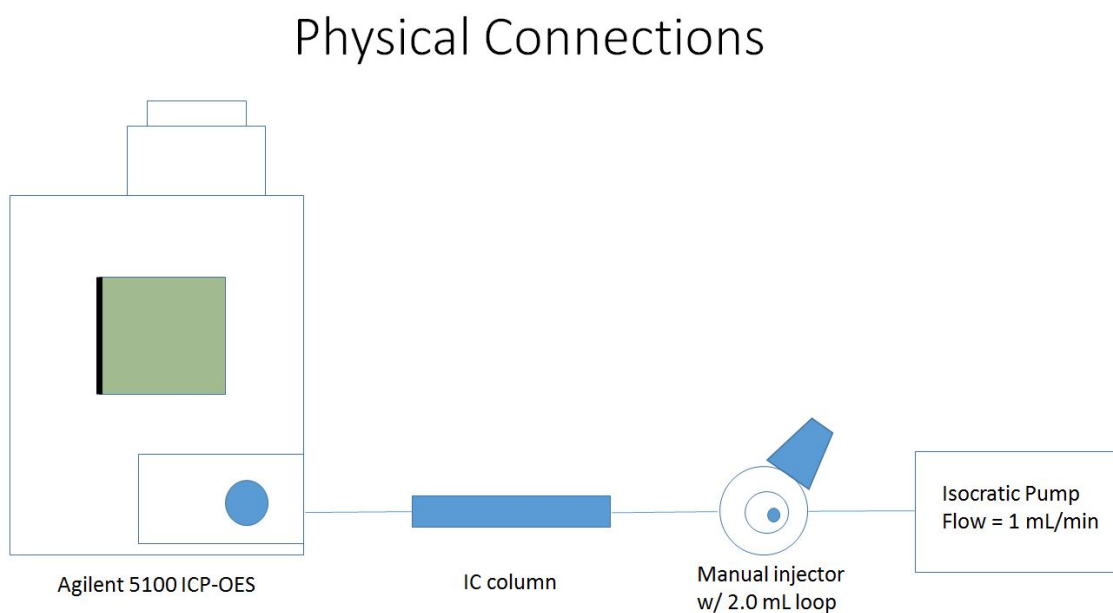 Physical Connections
Isocratic Pump
Flow = 1 mL/min
Agilent 5100 ICP-OES
IC column
Manual injector
w/ 2.0 mL loop